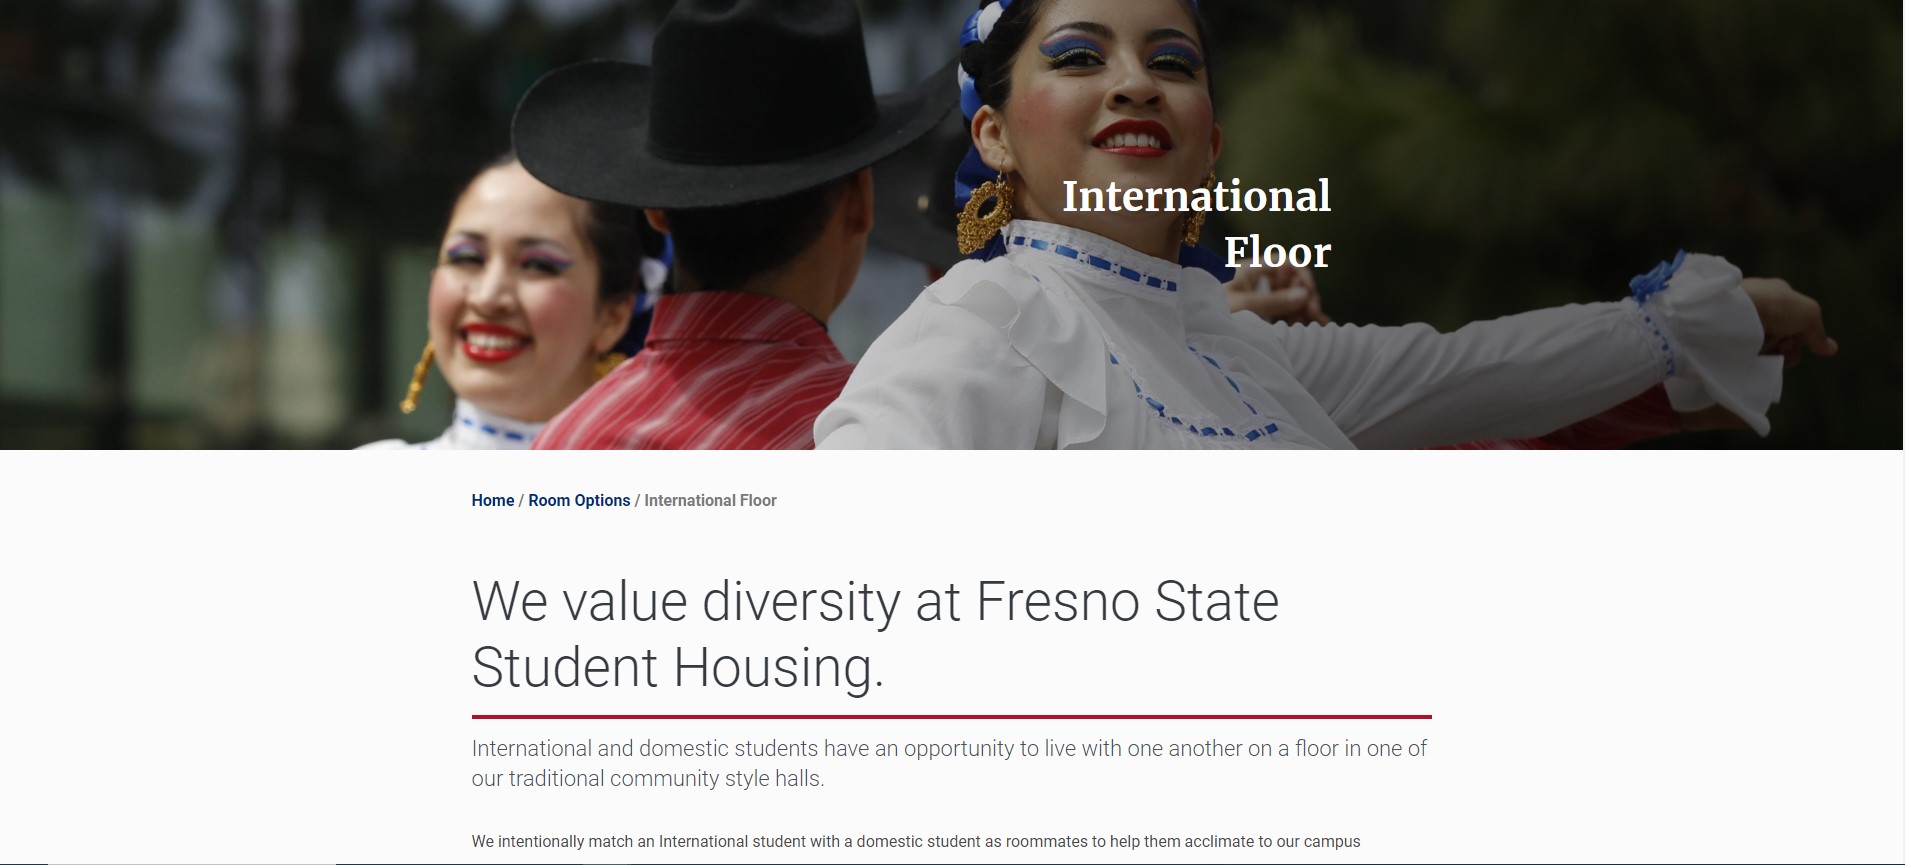 International
Floor
Home / Room Options / International Floor
We value diversity at Fresno State
Student Housing.
International and domestic students have an opportunity to live with one another on a floor in one of
our traditional community style halls.
We intentionally match an International student with a domestic student as roommates to help them acclimate to our campus